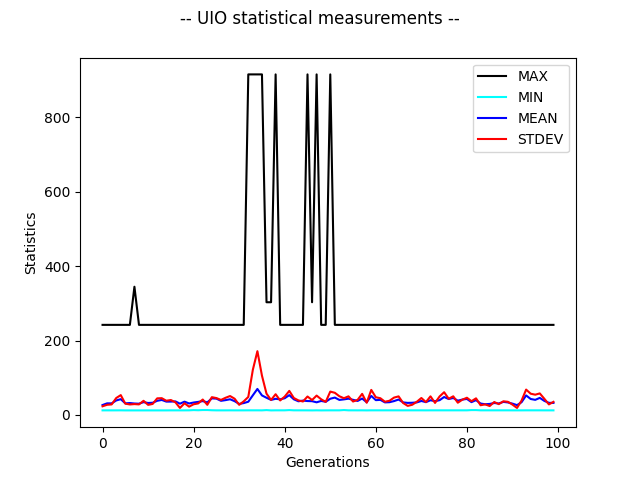 -- UIO statistical measurements --
MAX
MIN
MEAN
STDEV
Statistics
800
600
400
200
0
0 20 40 60 80 100
Generations